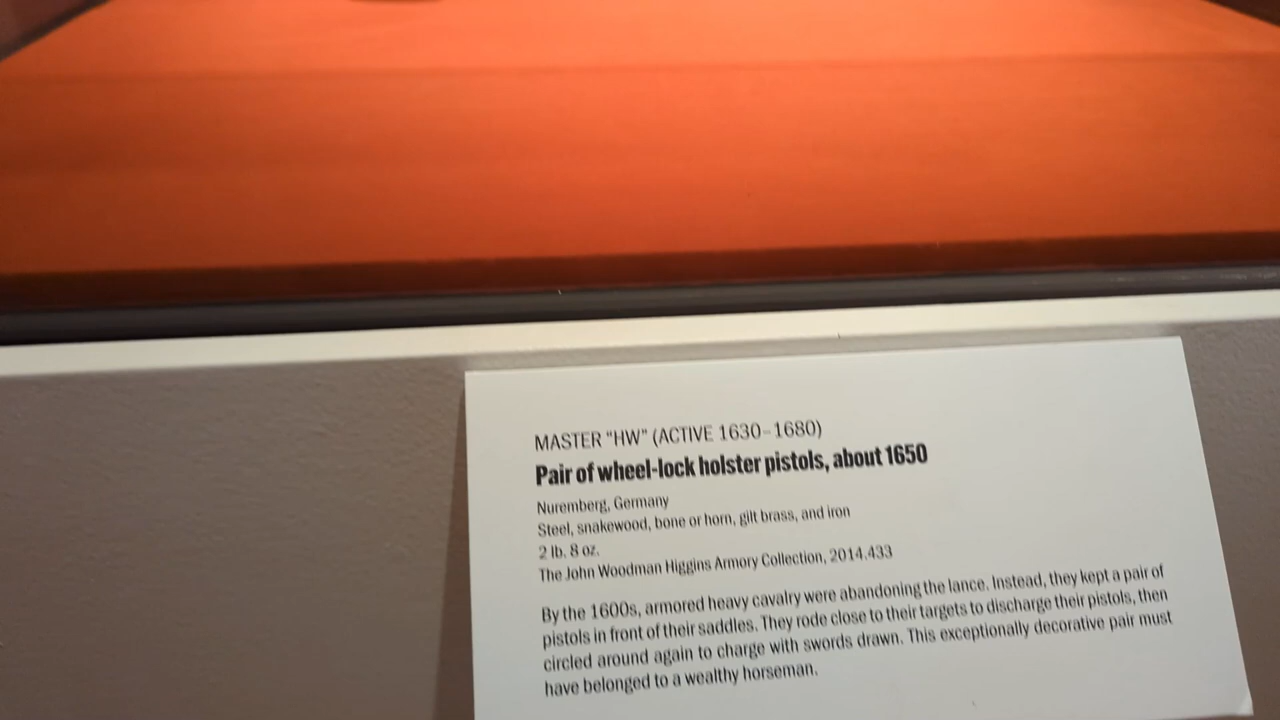 MASTER "HW" (ACTIVE 1630–1680)
Pair of wheel-lock holster pistols, about 1650
Nuremberg, Germany
Steel, snakewood, bone or horn, gilt brass, and iron
2 lb. 8 oz.
The John Woodman Higgins Armory Collection, 2014.433
By the 1600s, armored heavy cavalry were abandoning the lance. Instead, they kept a pair of
pistols in front of their saddles. They rode close to their targets to discharge their pistols, then
circled around again to charge with swords drawn. This exceptionally decorative pair must
have belonged to a wealthy horseman.